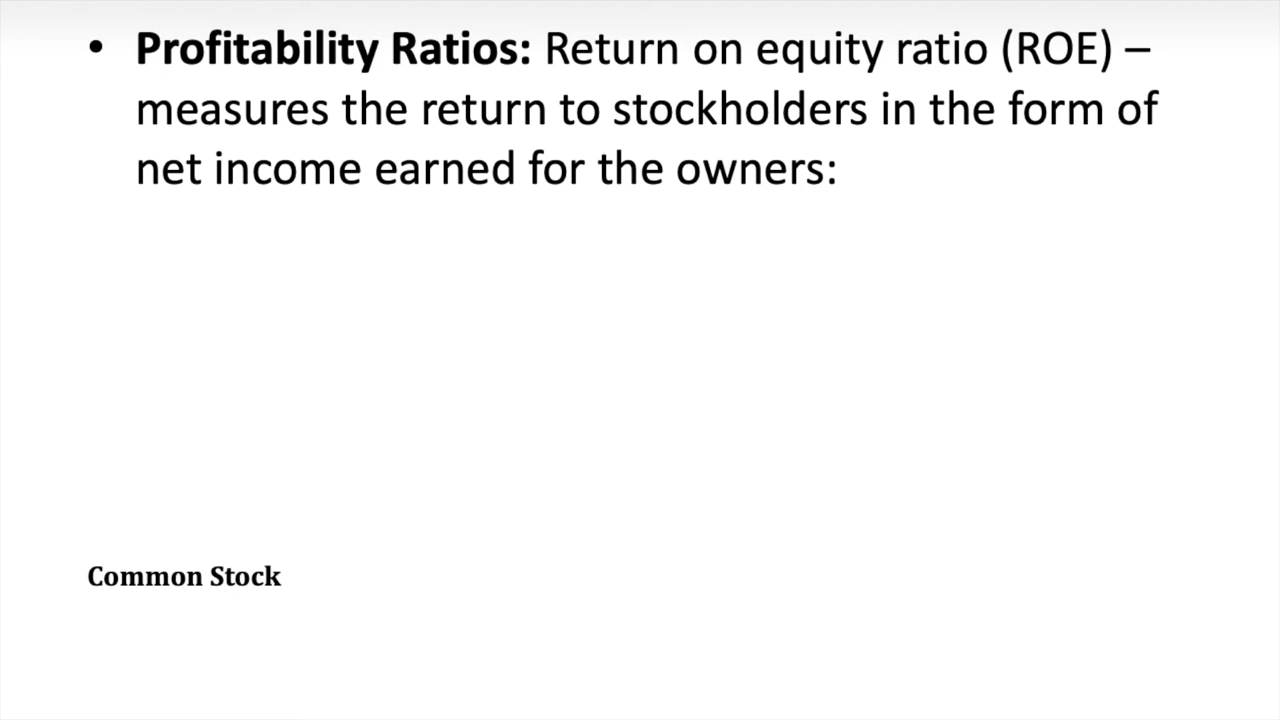 • Profitability Ratios: Return on equity ratio (ROE) –
measures the return to stockholders in the form of
net income earned for the owners:
Common Stock